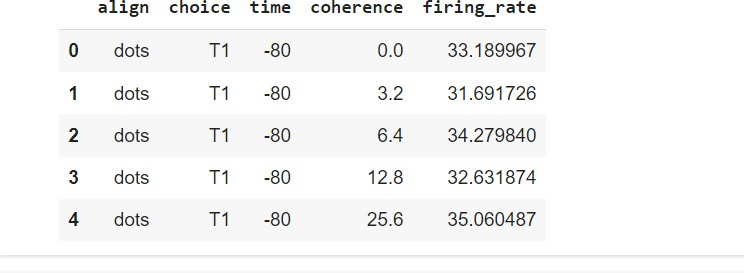 align choice time coherence firing_rate
0 dots T1 -80 0.0 33.189967
1 dots T1 -80 3.2 31.691726
2 dots T1 -80 6.4 34.279840
3 dots T1 -80 12.8 32.631874
4 dots T1 -80 25.6 35.060487